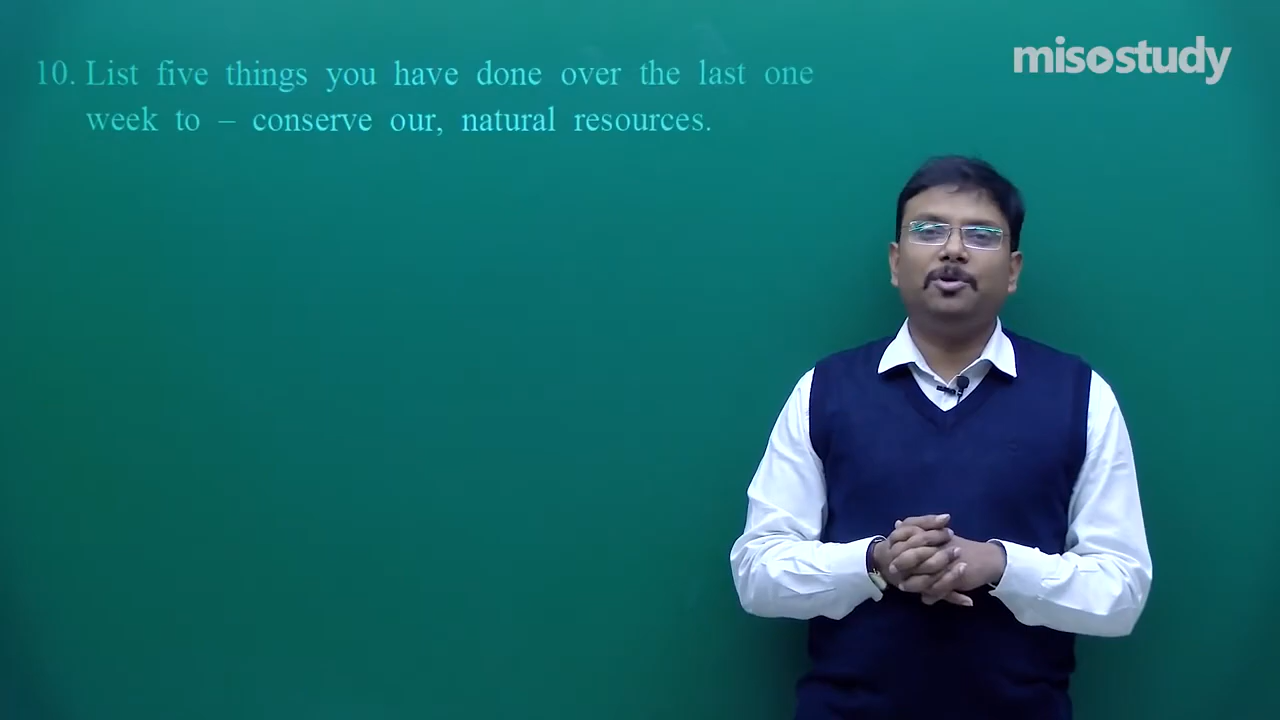 10. List five things you have done over the last one
week to – conserve our, natural resources.
misostudy